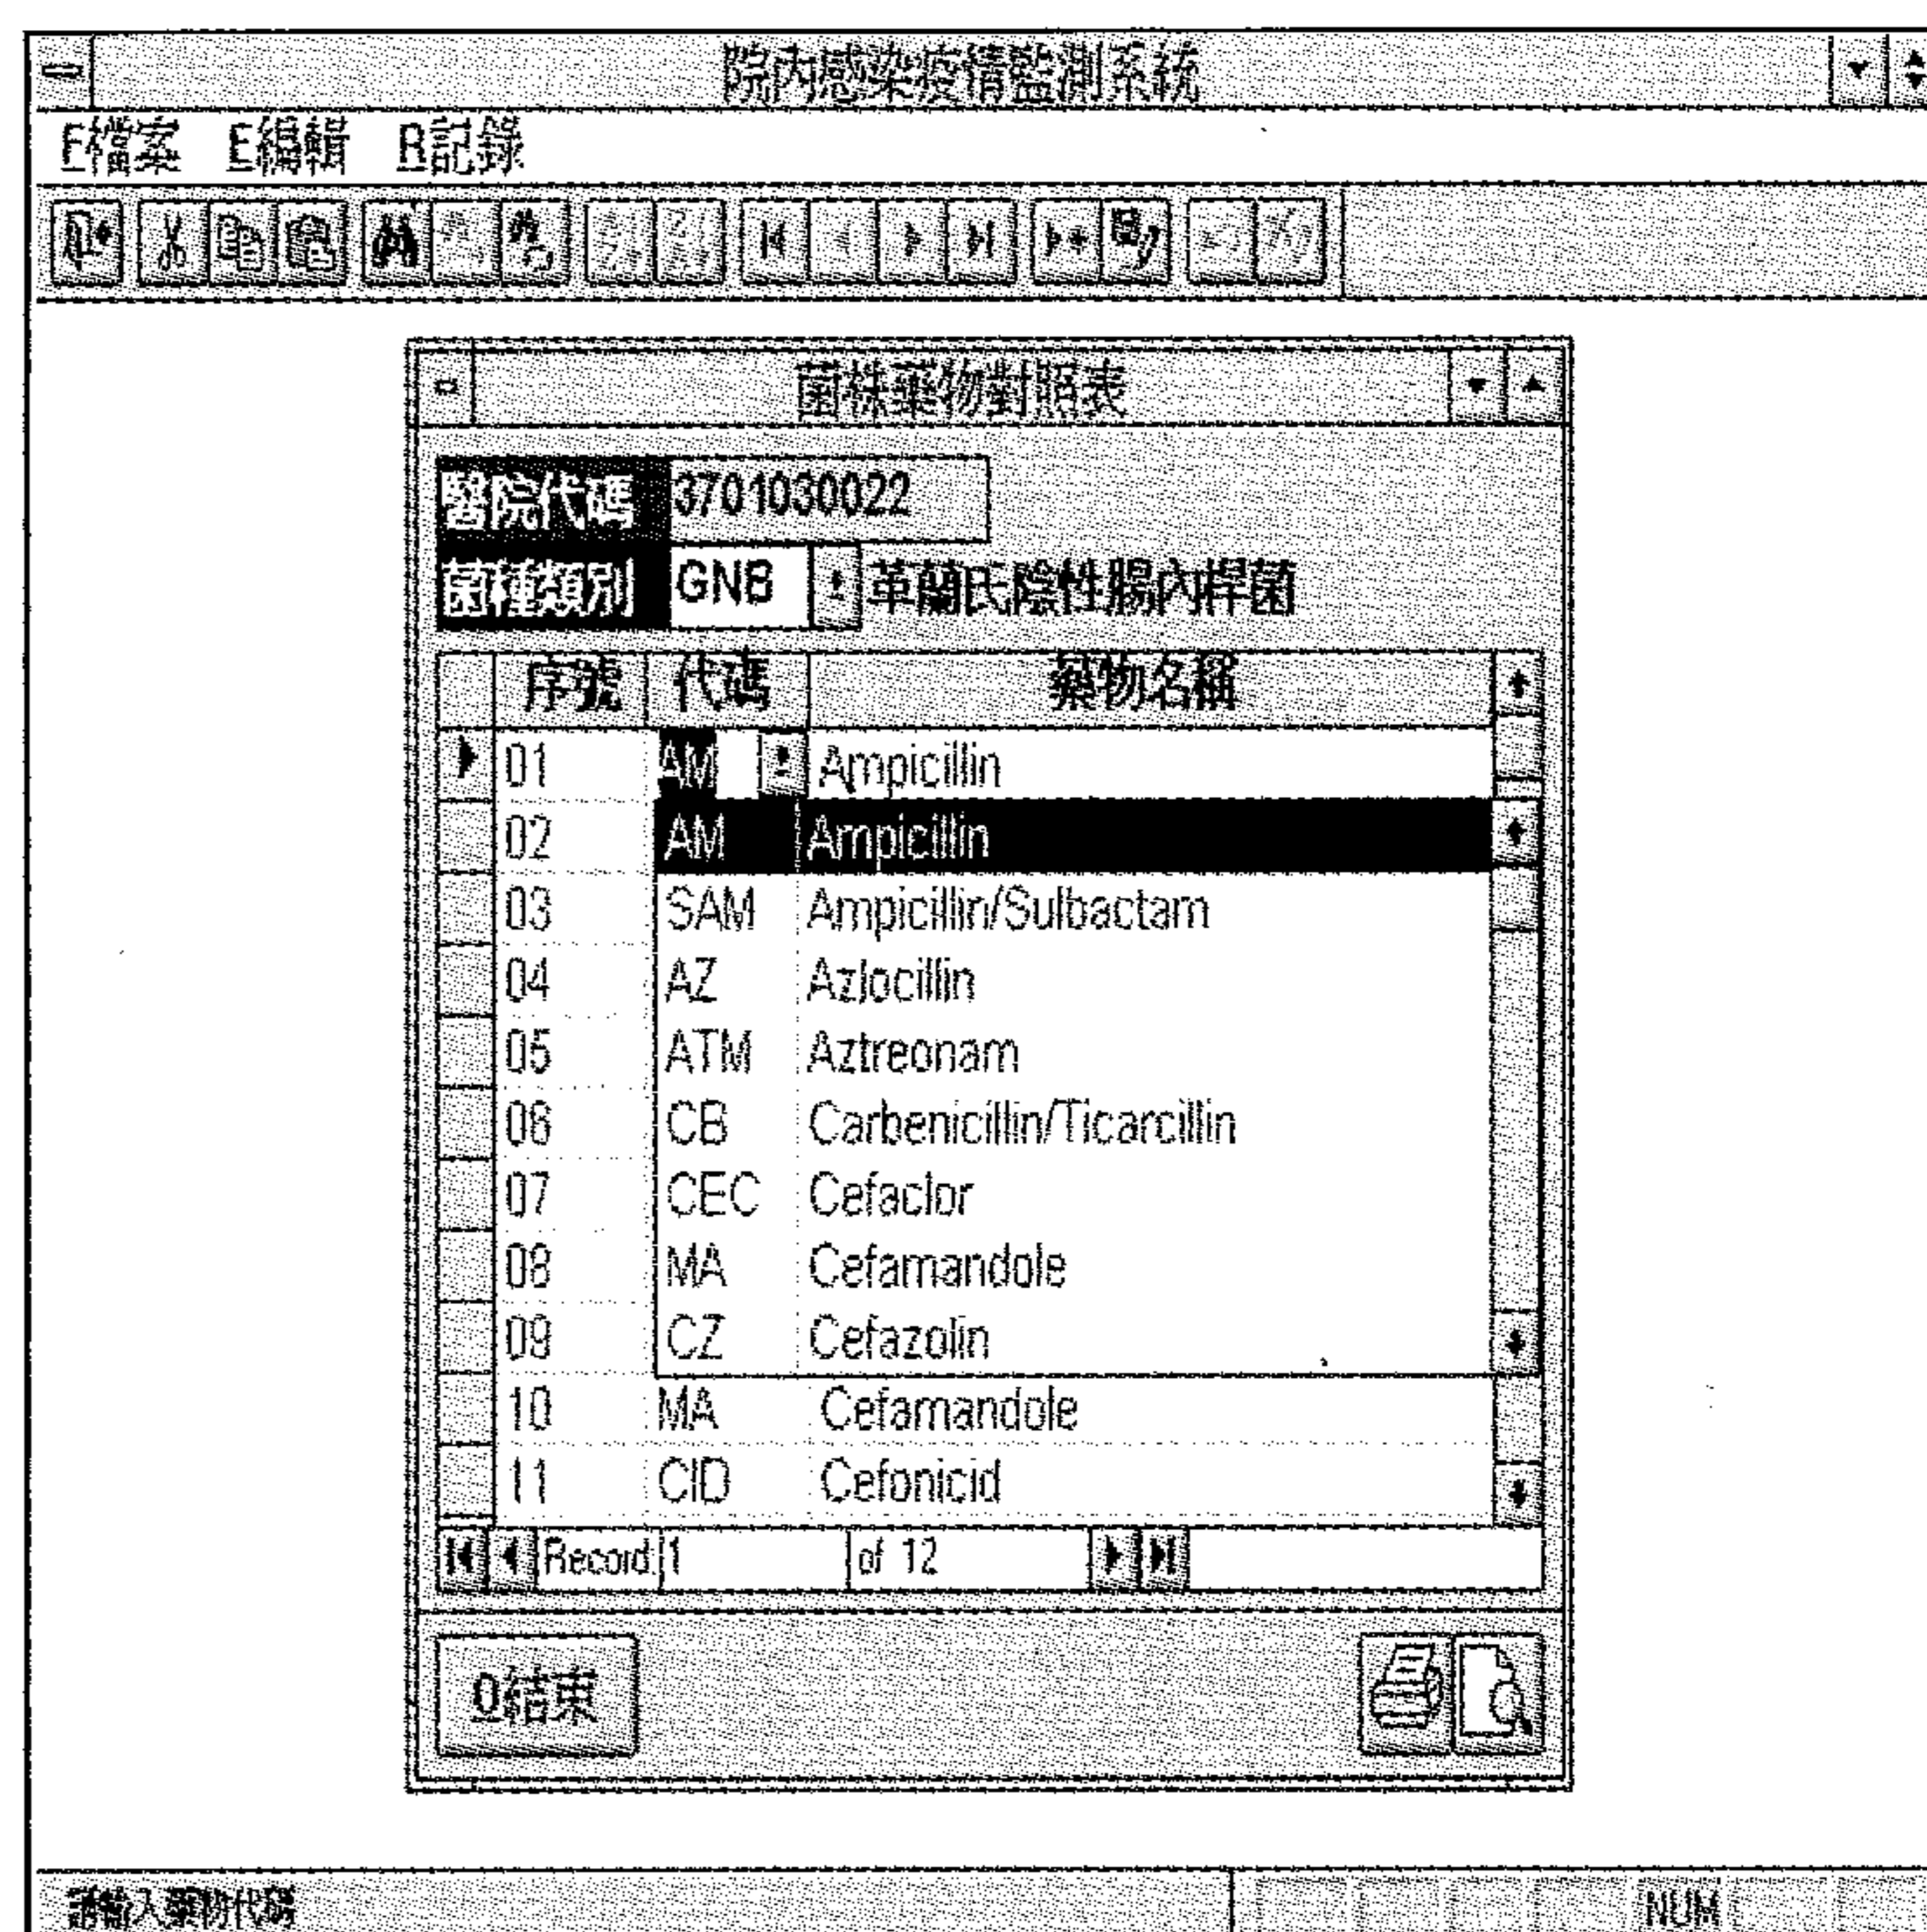 院內感染疫情監測系統
F檔案 E編輯 R記錄
菌株藥物對照表
醫院代碼 3701030022
菌種類別 GNB 革蘭氏陰性腸內桿菌
序號 代碼 藥物名稱
01 AM Ampicillin
02 AM Ampicillin
03 SAM Ampicillin/Sulbactam
04 AZ Azlocillin
05 ATM Aztreonam
06 CB Carbenicillin/Ticarcillin
07 CEC Cefaclor
08 MA Cefamandole
09 CZ Cefazolin
10 MA Cefamandole
11 CID Cefonicid
Record: 1 of 12
Q結束
請輸入藥物代碼 NUM